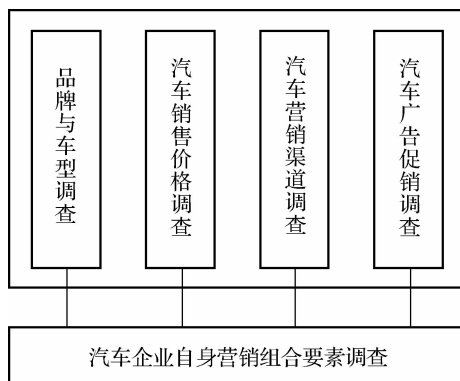 品牌与车型调查
汽车销售价格调查
汽车营销渠道调查
汽车广告促销调查
汽车企业自身营销组合要素调查